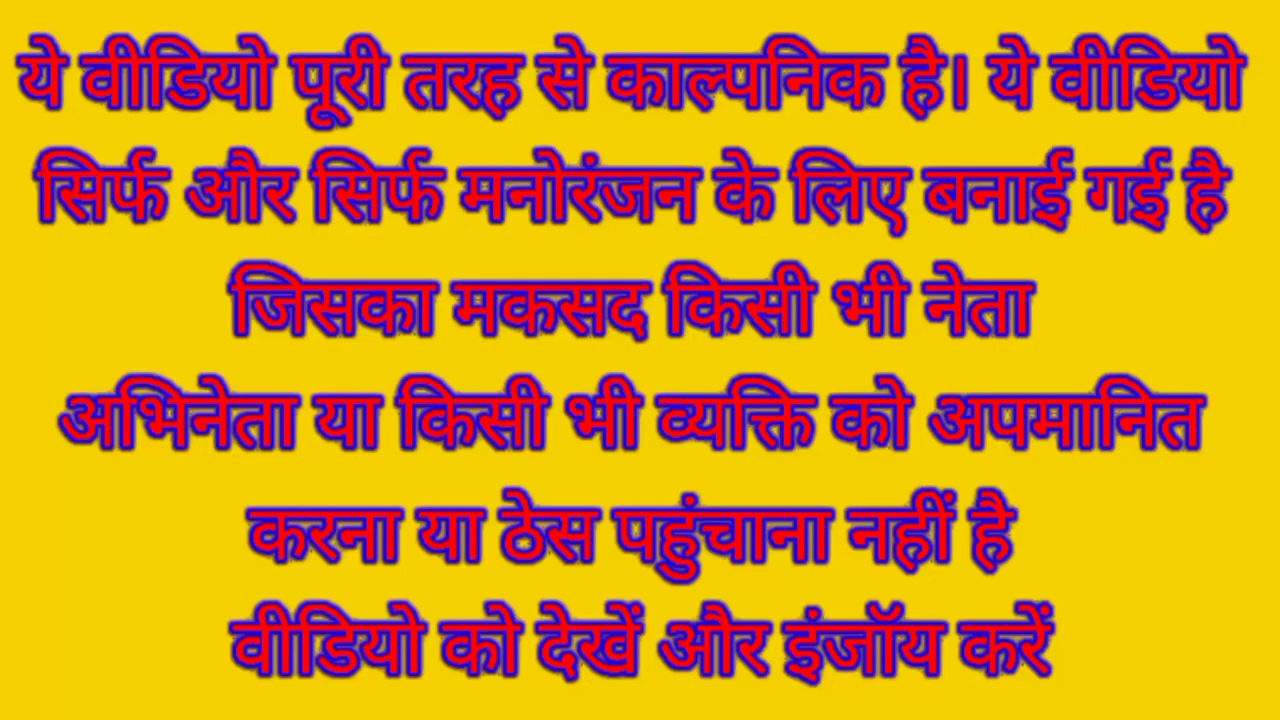 ये वीडियो पूरी तरह से काल्पनिक है। ये वीडियो
सिर्फ और सिर्फ मनोरंजन के लिए बनाई गई है
जिसका मकसद किसी भी नेता
अभिनेता या किसी भी व्यक्ति को अपमानित
करना या ठेस पहुंचाना नहीं है
वीडियो को देखें और इंजॉय करें